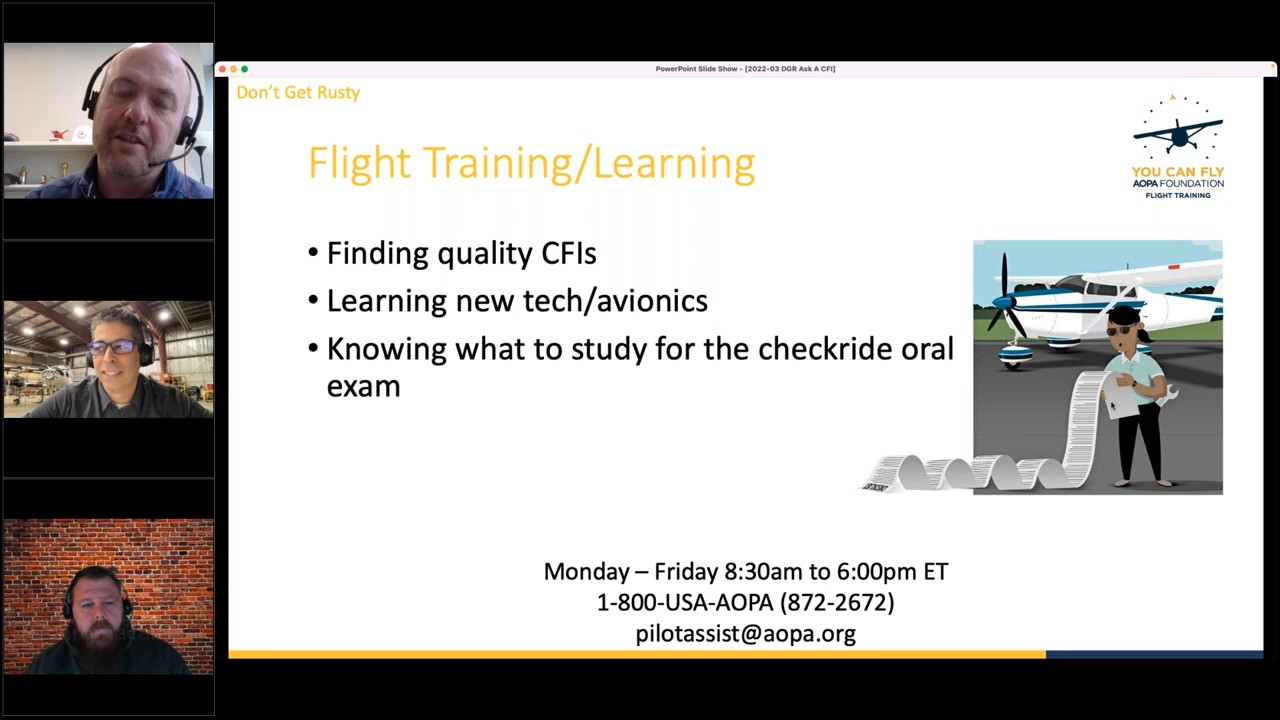 PowerPoint Slide Show - [2022-03 DGR Ask A CFI]
Don't Get Rusty
Flight Training/Learning
YOU CAN FLY
AOPA FOUNDATION
FLIGHT TRAINING
• Finding quality CFIs
• Learning new tech/avionics
• Knowing what to study for the checkride oral
exam
Monday – Friday 8:30am to 6:00pm ET
1-800-USA-AOPA (872-2672)
pilotassist@aopa.org